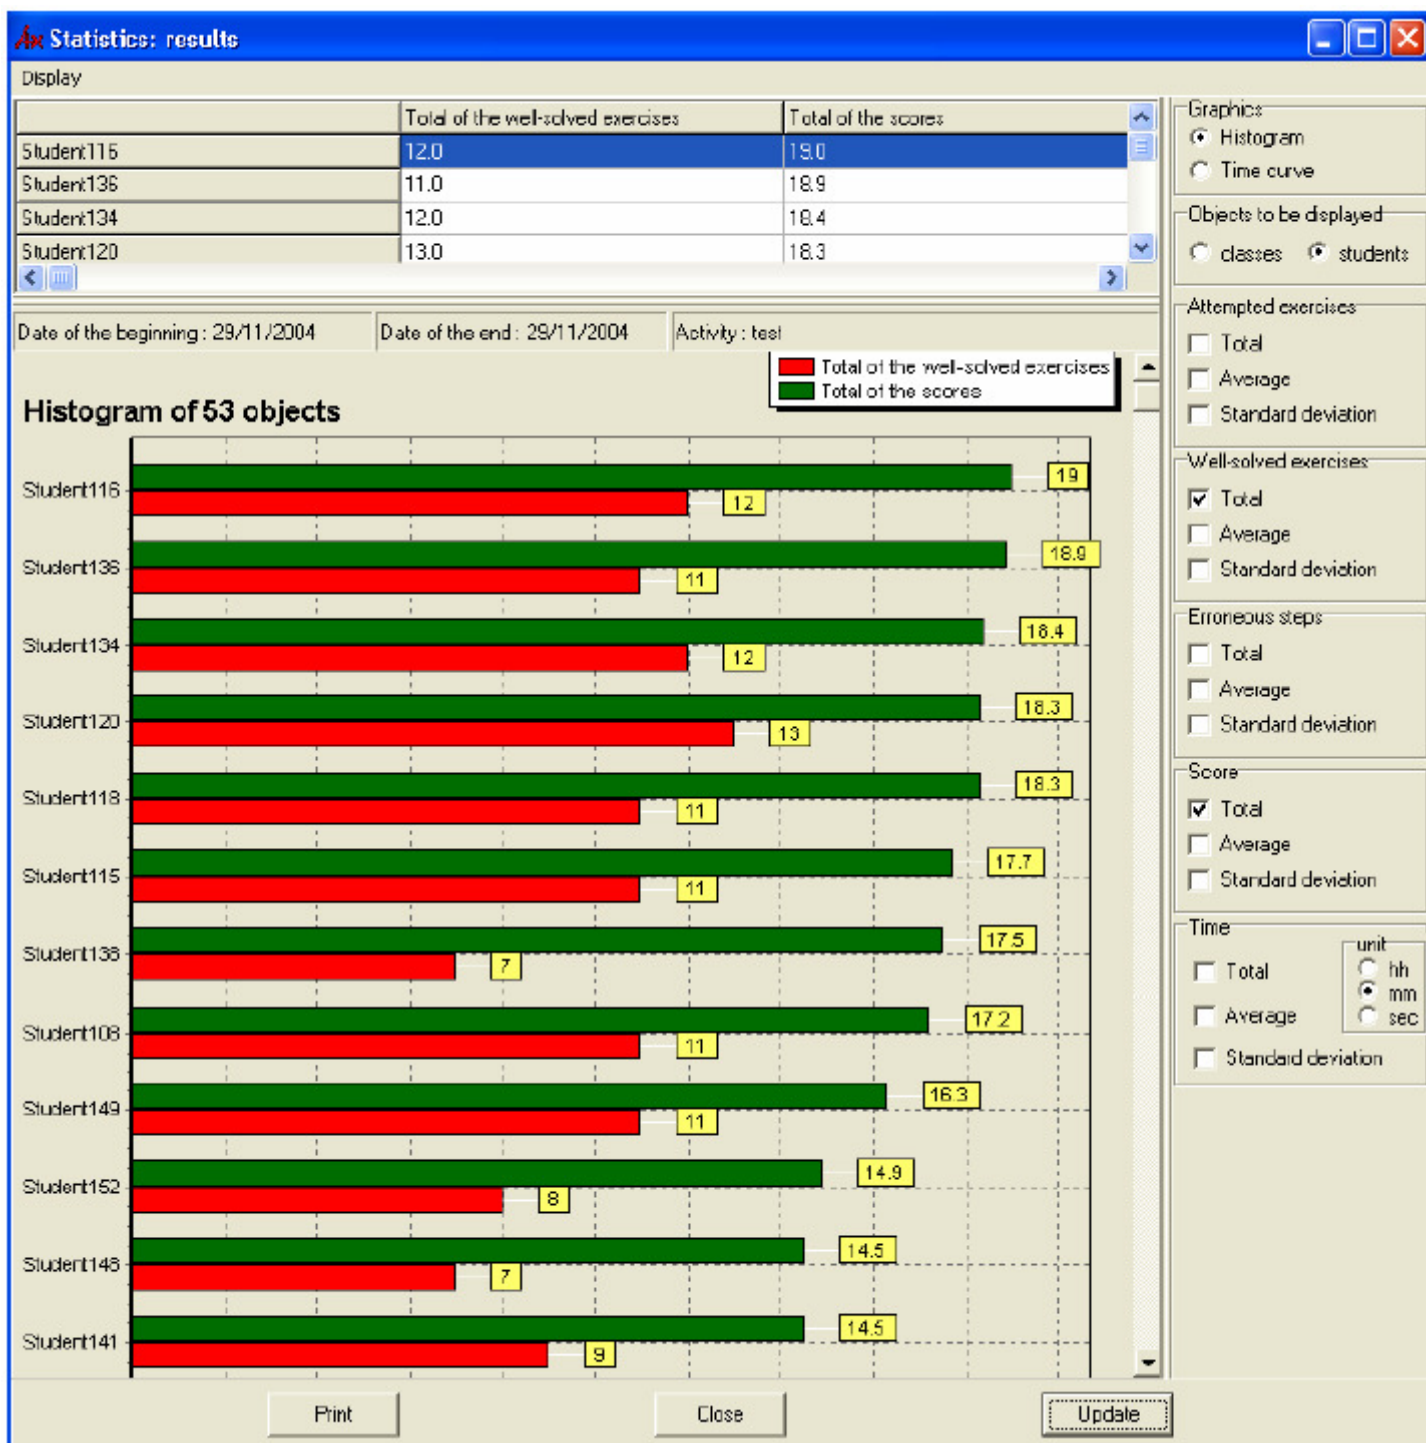 Statistics: results
Display
Total of the well-solved exercises Total of the scores
Student116 12.0 19.0
Student136 11.0 18.9
Student134 12.0 18.4
Student120 13.0 18.3
Date of the beginning : 29/11/2004 Date of the end : 29/11/2004 Activity : test
Total of the well-solved exercises
Total of the scores
Histogram of 53 objects
Student116 19
12
Student136 18.9
11
Student134 18.4
12
Student120 18.3
13
Student118 18.3
11
Student115 17.7
11
Student138 17.5
7
Student108 17.2
11
Student149 16.3
11
Student152 14.9
8
14.5
7
Student141 14.5
9
Graphics
Histogram
Time curve
Objects to be displayed
classes students
Attempted exercises
Total
Average
Standard deviation
Well-solved exercises
Total
Average
Standard deviation
Erroneous steps
Total
Average
Standard deviation
Score
Total
Average
Standard deviation
Time
unit
Total hh
mm
Average sec
Standard deviation
Print Close Update